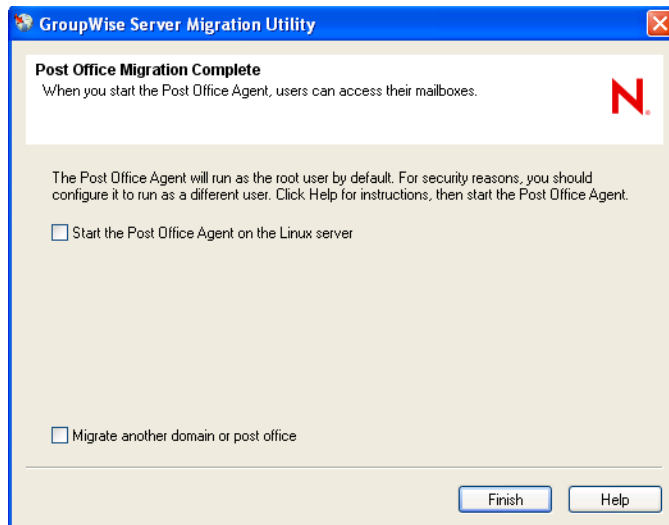 GroupWise Server Migration Utility
Post Office Migration Complete
When you start the Post Office Agent, users can access their mailboxes.
N.
The Post Office Agent will run as the root user by default. For security reasons, you should
configure it to run as a different user. Click Help for instructions, then start the Post Office Agent.
Start the Post Office Agent on the Linux server
Migrate another domain or post office
Finish
Help